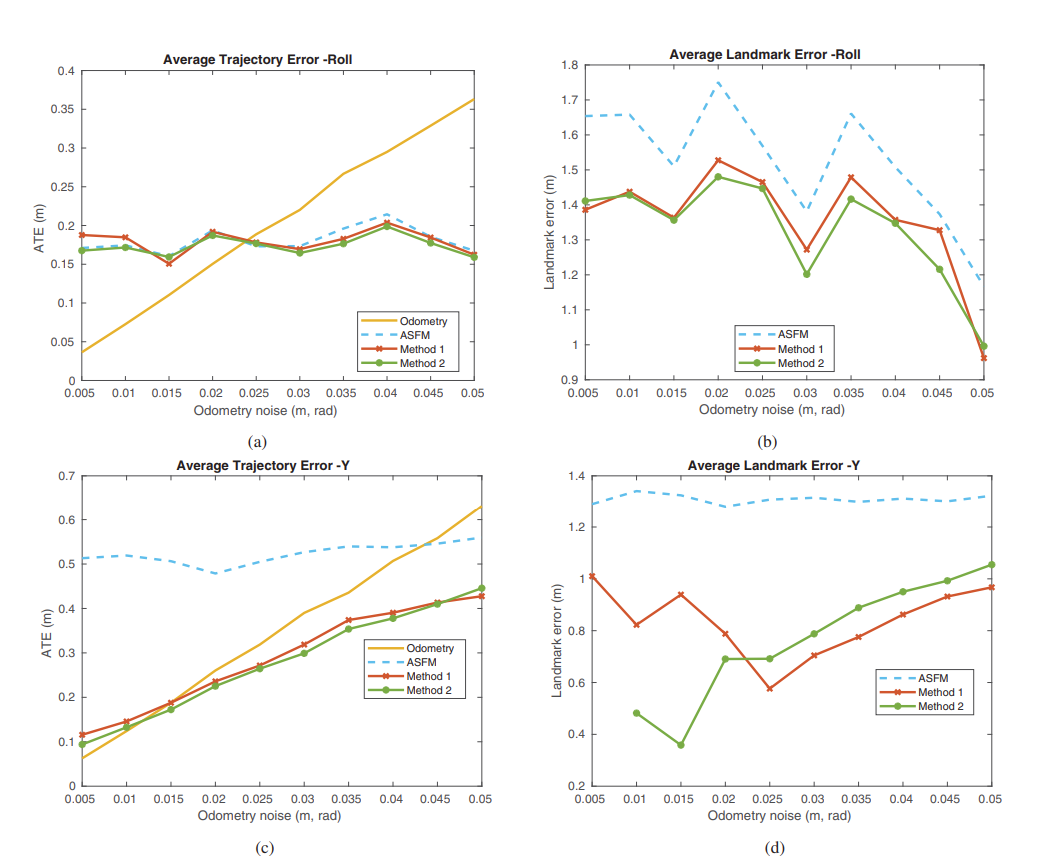 Average Trajectory Error -Roll
0.4
0.35
0.3
0.25
0.2
0.15
0.1
0.05
0
ATE (m)
Odometry
ASFM
Method 1
Method 2
0.005 0.01 0.015 0.02 0.025 0.03 0.035 0.04 0.045 0.05
Odometry noise (m, rad)
(a)
Average Landmark Error -Roll
1.8
1.7
1.6
1.5
1.4
1.3
1.2
1.1
1
0.9
Landmark error (m)
ASFM
Method 1
Method 2
0.005 0.01 0.015 0.02 0.025 0.03 0.035 0.04 0.045 0.05
Odometry noise (m, rad)
(b)
Average Trajectory Error -Y
0.7
0.6
0.5
0.4
0.3
0.2
0.1
0
ATE (m)
Odometry
ASFM
Method 1
Method 2
0.005 0.01 0.015 0.02 0.025 0.03 0.035 0.04 0.045 0.05
Odometry noise (m, rad)
(c)
Average Landmark Error -Y
1.4
1.2
1
0.8
0.6
0.4
0.2
Landmark error (m)
ASFM
Method 1
Method 2
0.005 0.01 0.015 0.02 0.025 0.03 0.035 0.04 0.045 0.05
Odometry noise (m, rad)
(d)